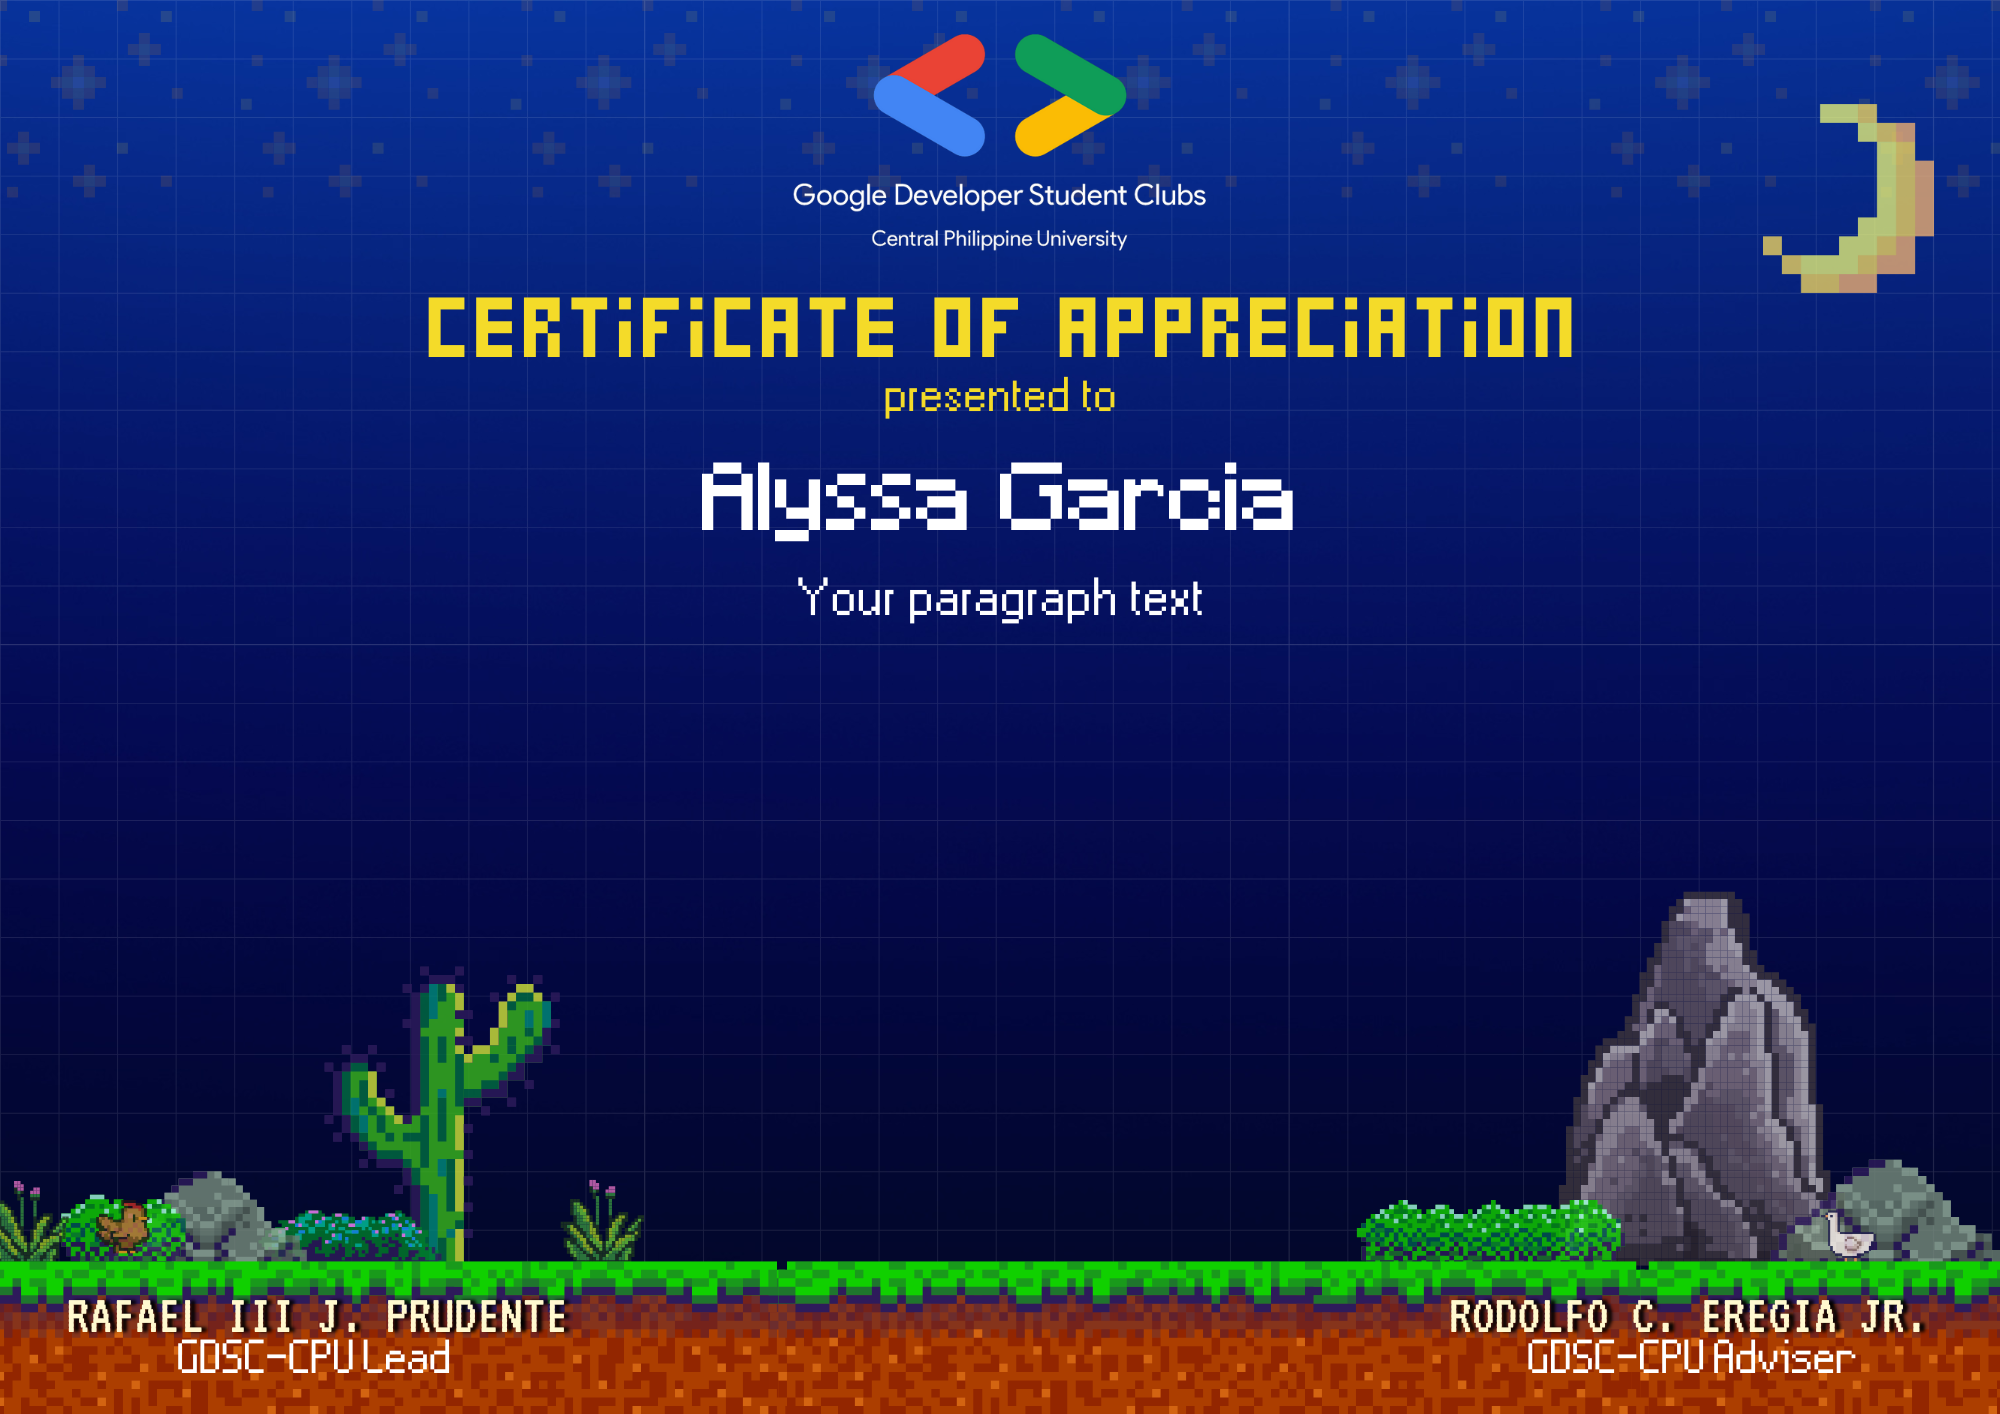 Google Developer Student Clubs
Central Philippine University
CERTiFiCATE OF APPRECiATiON
presented to
Alyssa Garcia
Your paragraph text
RAFAEL III J. PRUDENTE
GDSC-CPU Lead
RODOLFO C. EREGIA JR.
GDSC-CPU Adviser